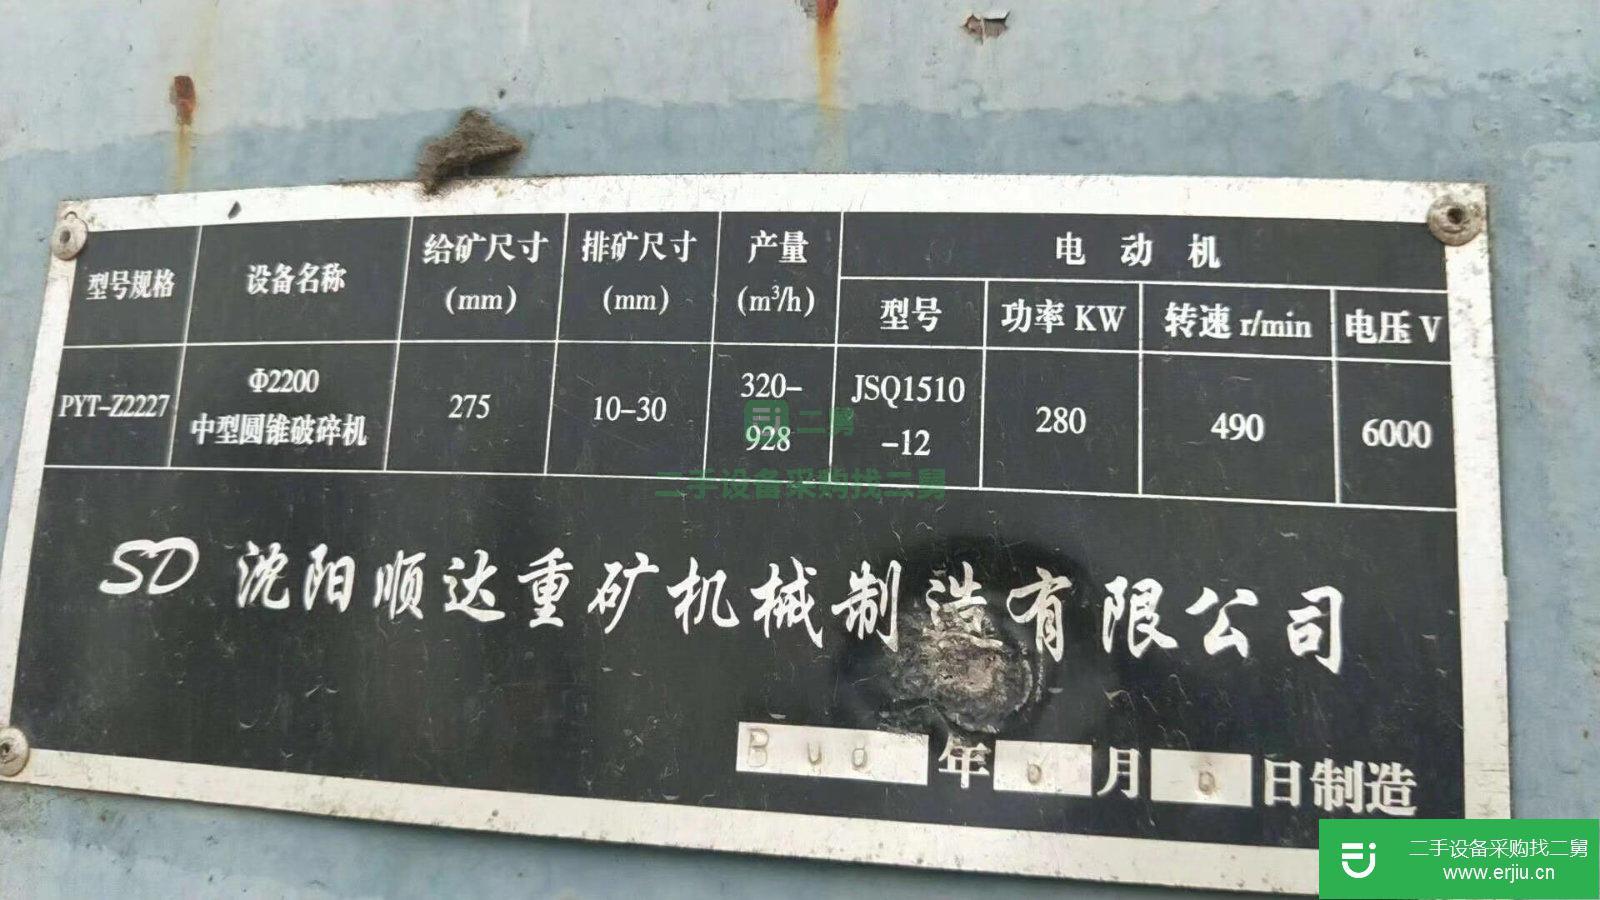 型号规格 设备名称 给矿尺寸 (mm) 排矿尺寸 (mm) 产量 (m³/h) 电动机
型号 功率 KW 转速 r/min 电压 V
PYT-Z2227 Φ2200 中型圆锥破碎机 275 10-30 320-928 JSQ1510-12 280 490 6000
二舅
二手设备采购找二舅
SD 沈阳顺达重矿机械制造有限公司
年 月 日制造
二手设备采购找二舅
www.erjiu.cn